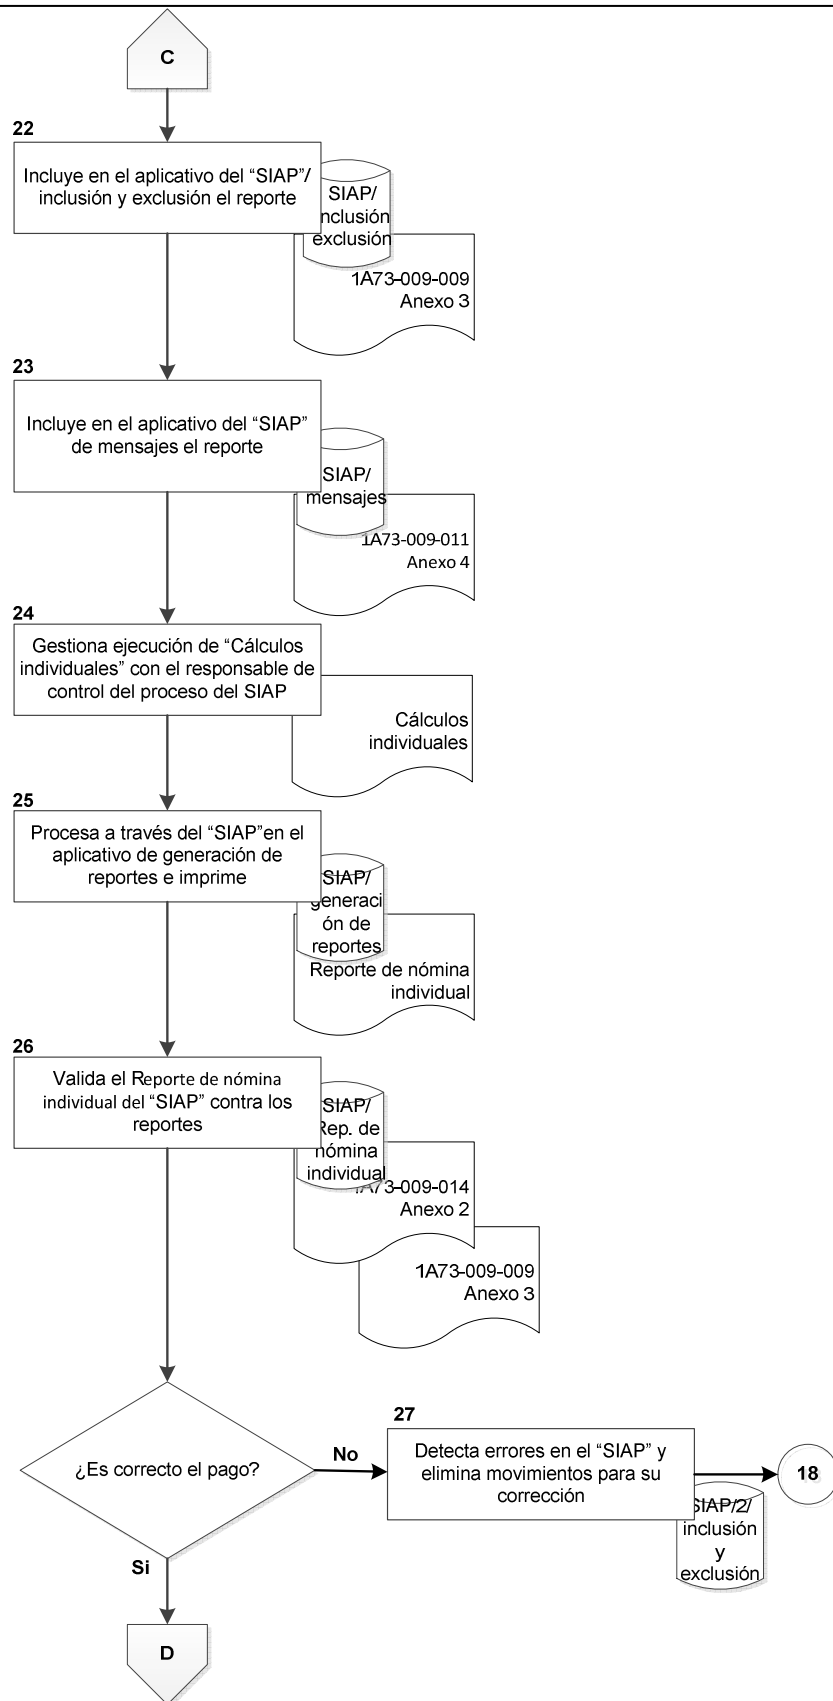 C
22
Incluye en el aplicativo del “SIAP”/
inclusión y exclusión el reporte
SIAP/
inclusión
exclusión
1A73-009-009
Anexo 3
23
Incluye en el aplicativo del “SIAP”
de mensajes el reporte
SIAP/
mensajes
1A73-009-011
Anexo 4
24
Gestiona ejecución de “Cálculos
individuales” con el responsable de
control del proceso del SIAP
Cálculos
individuales
25
Procesa a través del “SIAP”en el
aplicativo de generación de
reportes e imprime
SIAP/
generaci
ón de
reportes
Reporte de nómina
individual
26
Valida el Reporte de nómina
individual del “SIAP” contra los
reportes
SIAP/
Rep. de
nómina
individual
1A73-009-014
Anexo 2
1A73-009-009
Anexo 3
¿Es correcto el pago?
No
27
Detecta errores en el “SIAP” y
elimina movimientos para su
corrección
18
SIAP/2/
inclusión
y
exclusión
Si
D